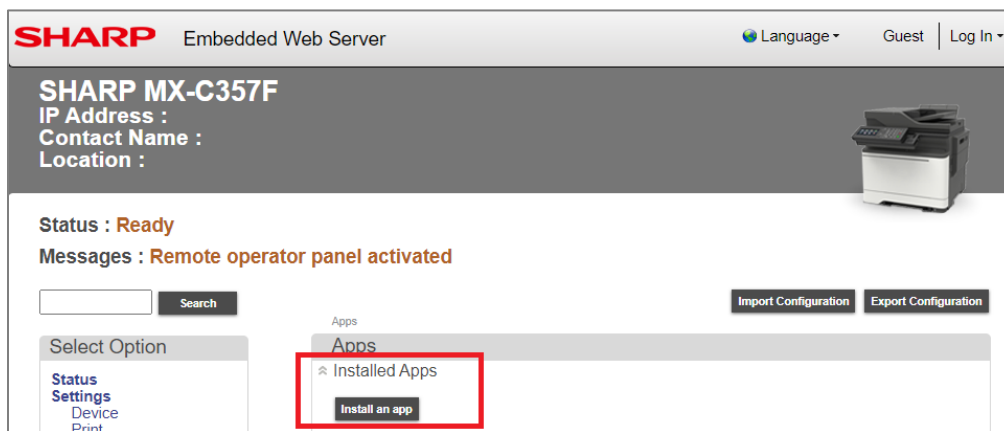 SHARP Embedded Web Server Language Guest Log In
SHARP MX-C357F
IP Address :
Contact Name :
Location :
Status : Ready
Messages : Remote operator panel activated
Search Import Configuration Export Configuration
Apps
Select Option
Apps
Installed Apps
Install an app
Status
Settings
Device
Print